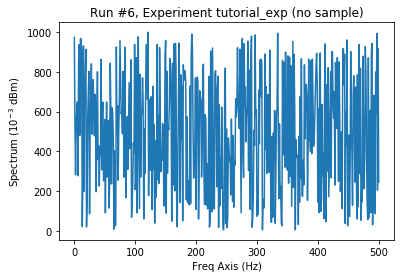 Run #6, Experiment tutorial_exp (no sample)
1000
800
600
400
200
0
Spectrum (10⁻³ dBm)
0 100 200 300 400 500
Freq Axis (Hz)